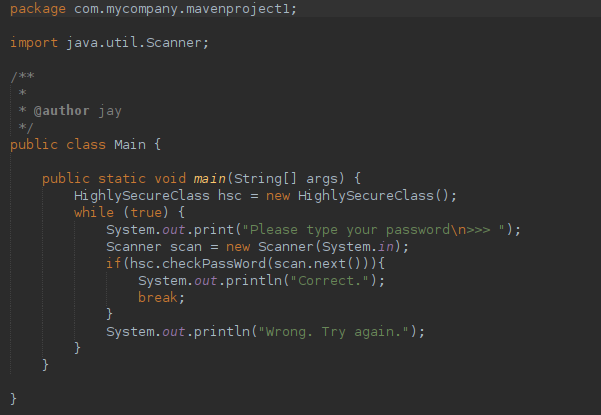 package com.mycompany.mavenproject1;
import java.util.Scanner;
/**
*
* @author jay
*/
public class Main {
public static void main(String[] args) {
HighlySecureClass hsc = new HighlySecureClass();
while (true) {
System.out.print("Please type your password\n>>> ");
Scanner scan = new Scanner(System.in);
if(hsc.checkPassWord(scan.next())){
System.out.println("Correct.");
break;
}
System.out.println("Wrong. Try again.");
}
}
}